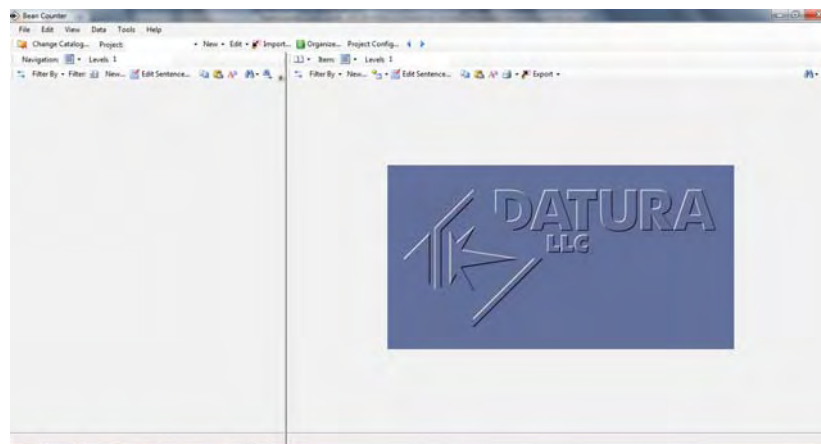 Bean Counter
File Edit View Data Tools Help
Change Catalog... Project: New Edit Import... Organize... Project Config...
Navigation: Levels 1 Item: Levels 1
Filter By Filter: New... Edit Sentence... Filter By New... Edit Sentence... Export
DATURA
LLC